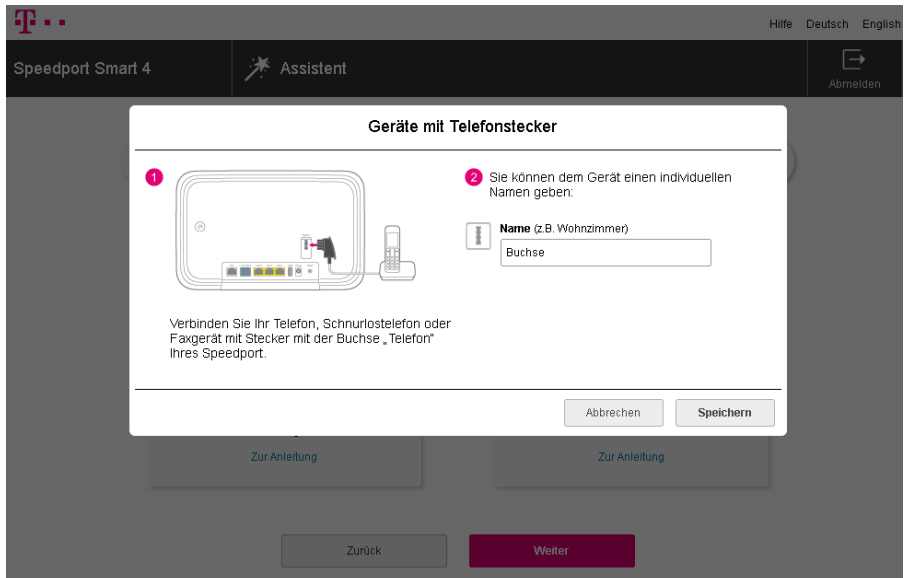 T
Hilfe Deutsch English
Speedport Smart 4
Assistent
Abmelden
Geräte mit Telefonstecker
1
Verbinden Sie Ihr Telefon, Schnurlostelefon oder
Faxgerät mit Stecker mit der Buchse „Telefon"
Ihres Speedport.
2 Sie können dem Gerät einen individuellen
Namen geben:
Name (z.B. Wohnzimmer)
Buchse
Abbrechen
Speichern
Zur Anleitung
Zur Anleitung
Zurück
Weiter